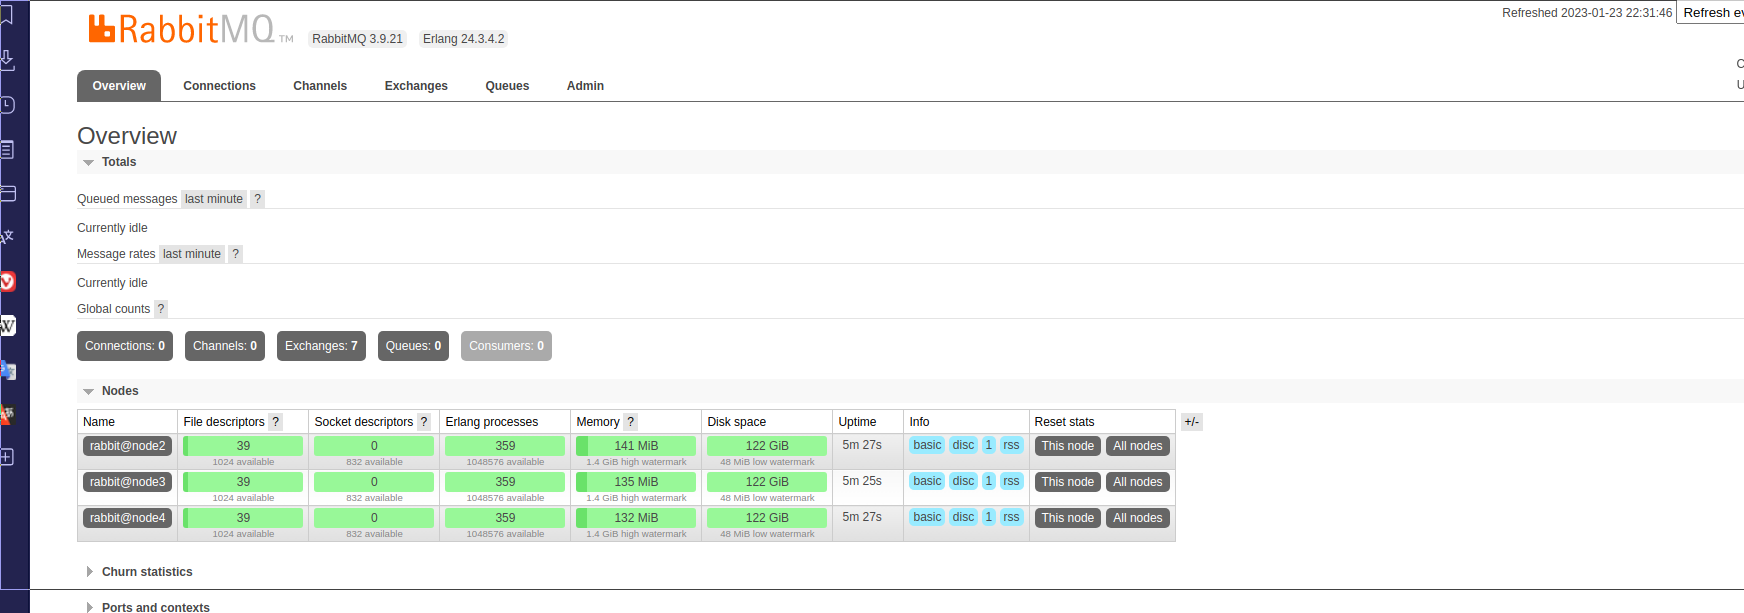 Refreshed 2023-01-23 22:31:46 Refresh ev
RabbitMQ TM RabbitMQ 3.9.21 Erlang 24.3.4.2
Overview Connections Channels Exchanges Queues Admin
Overview
Totals
Queued messages last minute ?
Currently idle
Message rates last minute ?
Currently idle
Global counts ?
Connections: 0 Channels: 0 Exchanges: 7 Queues: 0 Consumers: 0
Nodes
Name File descriptors ? Socket descriptors ? Erlang processes Memory ? Disk space Uptime Info Reset stats +/-
rabbit@node2 39 0 359 141 MiB 122 GiB 5m 27s basic disc 1 rss This node All nodes
1024 available 832 available 1048576 available 1.4 GiB high watermark 48 MiB low watermark
rabbit@node3 39 0 359 135 MiB 122 GiB 5m 25s basic disc 1 rss This node All nodes
1024 available 832 available 1048576 available 1.4 GiB high watermark 48 MiB low watermark
rabbit@node4 39 0 359 132 MiB 122 GiB 5m 27s basic disc 1 rss This node All nodes
1024 available 832 available 1048576 available 1.4 GiB high watermark 48 MiB low watermark
Churn statistics
Ports and contexts